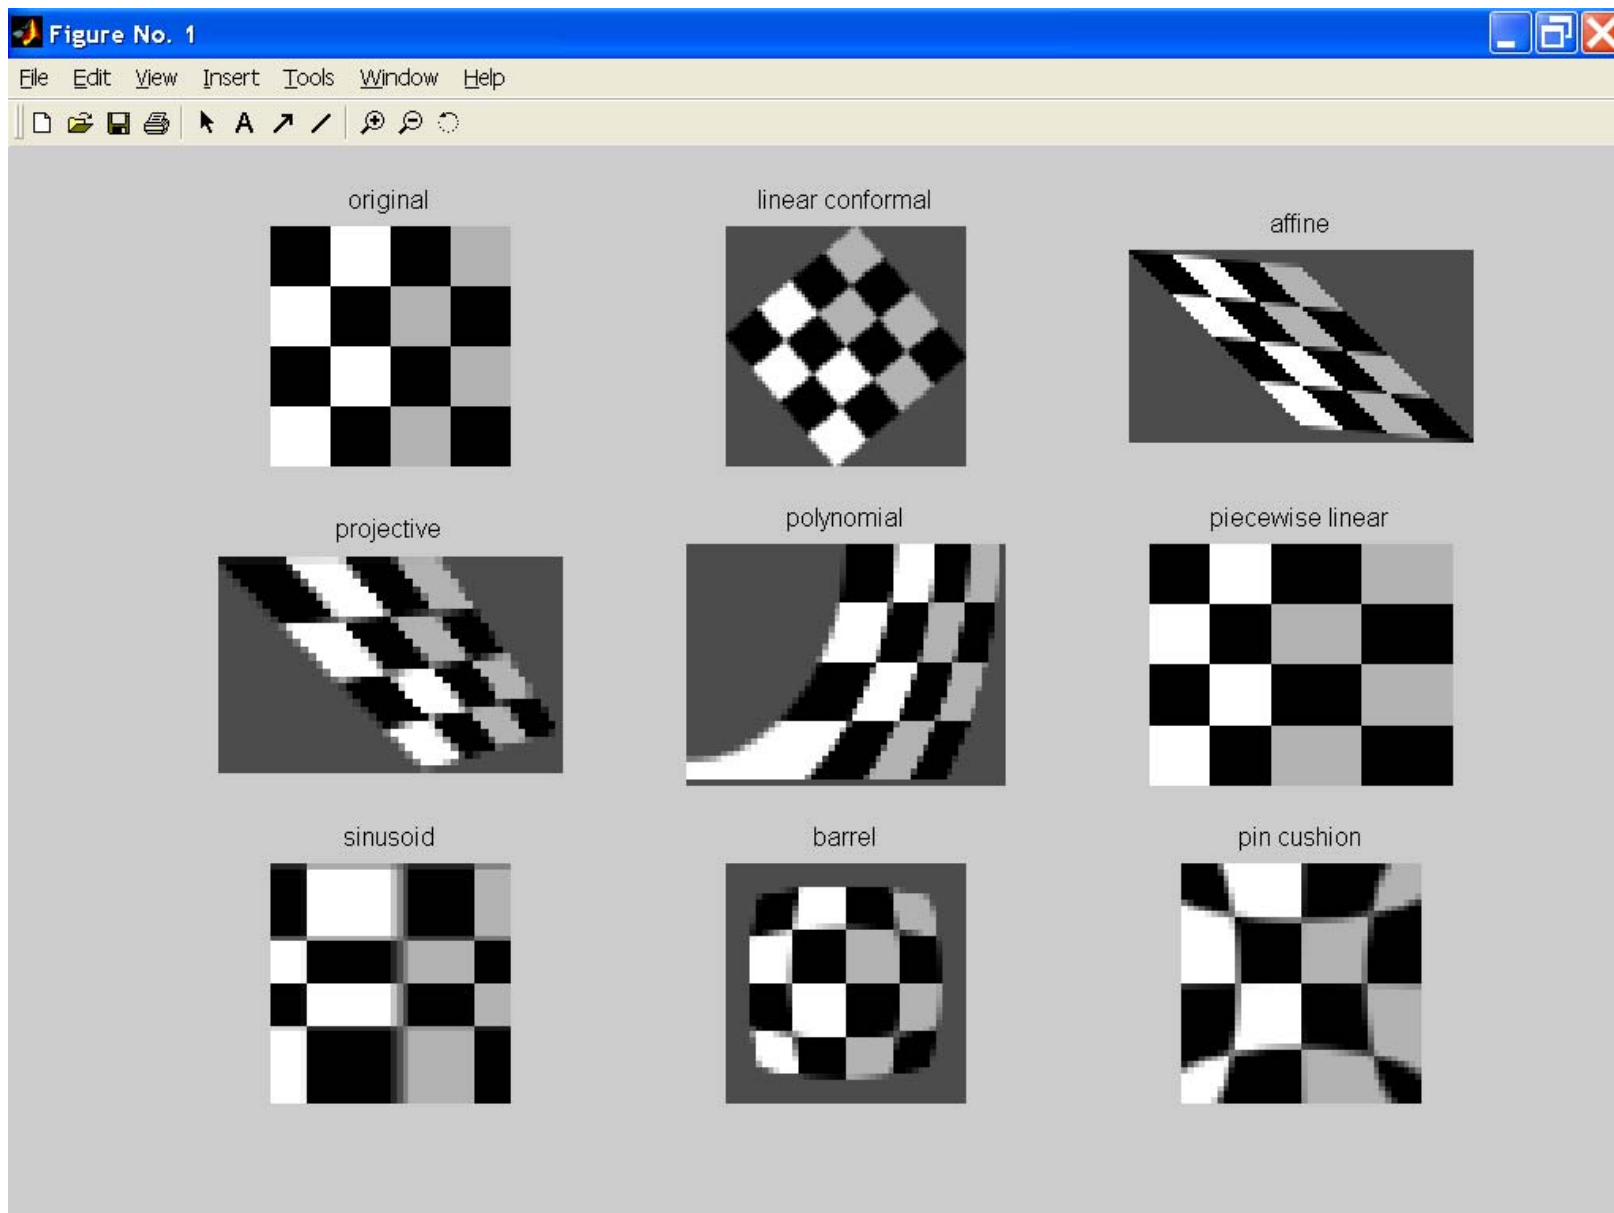 Figure No. 1
File Edit View Insert Tools Window Help
A
original
linear conformal
affine
projective
polynomial
piecewise linear
sinusoid
barrel
pin cushion